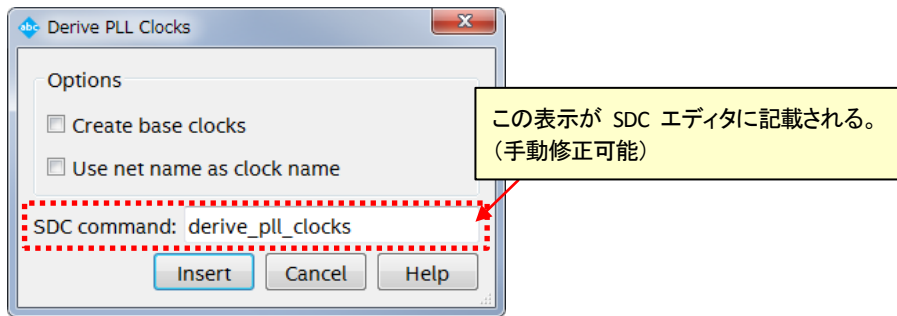 abc Derive PLL Clocks
Options
Create base clocks
Use net name as clock name
この表示が SDC エディタに記載される。
（手動修正可能）
SDC command: derive_pll_clocks
Insert Cancel Help